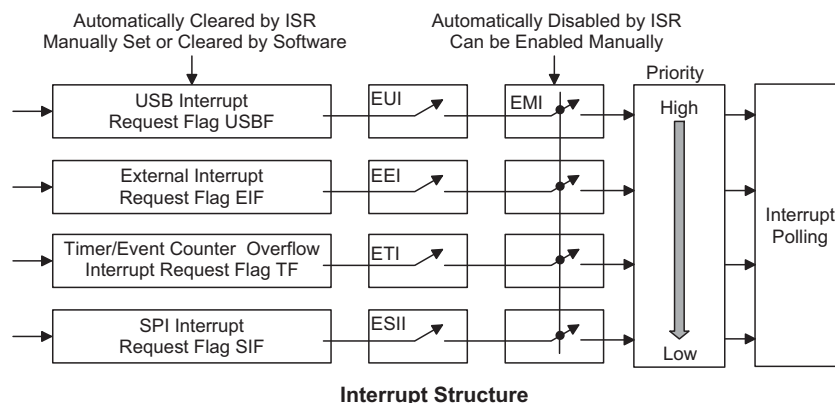 Automatically Cleared by ISR
Manually Set or Cleared by Software
Automatically Disabled by ISR
Can be Enabled Manually
Priority
USB Interrupt
Request Flag USBF
EUI
EMI
High
External Interrupt
Request Flag EIF
EEI
Interrupt
Polling
Timer/Event Counter Overflow
Interrupt Request Flag TF
ETI
SPI Interrupt
Request Flag SIF
ESII
Low
Interrupt Structure